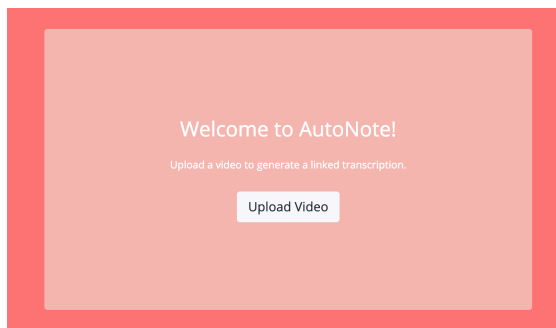 Welcome to AutoNote!
Upload a video to generate a linked transcription.
Upload Video